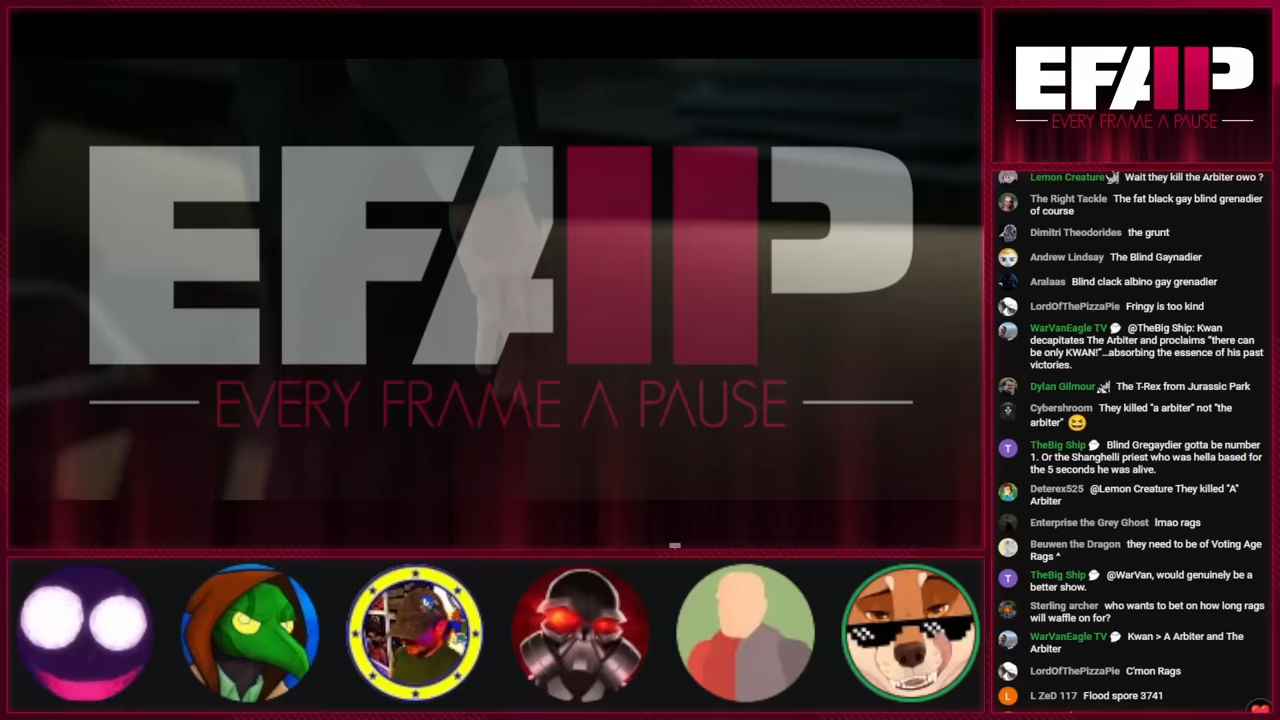 EFAP
EVERY FRAME A PAUSE
EFAP
EVERY FRAME A PAUSE
Lemon Creature Wait they kill the Arbiter owo ?
The Right Tackle The fat black gay blind grenadier
of course
Dimitri Theodorides the grunt
Andrew Lindsay The Blind Gaynadier
Aralaas Blind clack albino gay grenadier
LordOfThePizzaPie Fringy is too kind
WarVanEagle TV @TheBig Ship: Kwan
decapitates The Arbiter and proclaims “there can
be only KWAN!”...absorbing the essence of his past
victories.
Dylan Gilmour The T-Rex from Jurassic Park
Cybershroom They killed "a arbiter" not "the
arbiter"
T
TheBig Ship Blind Gregaydier gotta be number
1. Or the Shanghelli priest who was hella based for
the 5 seconds he was alive.
Deterex525 @Lemon Creature They killed "A"
Arbiter
Enterprise the Grey Ghost lmao rags
Beuwen the Dragon they need to be of Voting Age
Rags ^
T
TheBig Ship @WarVan, would genuinely be a
better show.
Sterling archer who wants to bet on how long rags
will waffle on for?
WarVanEagle TV Kwan > A Arbiter and The
Arbiter
LordOfThePizzaPie C'mon Rags
L
L ZeD 117 Flood spore 3741